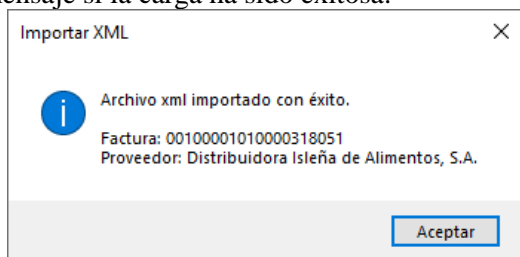 mensaje si la carga ha sido exitosa.
Importar XML
Archivo xml importado con éxito.
Factura: 00100001010000318051
Proveedor: Distribuidora Isleña de Alimentos, S.A.
Aceptar